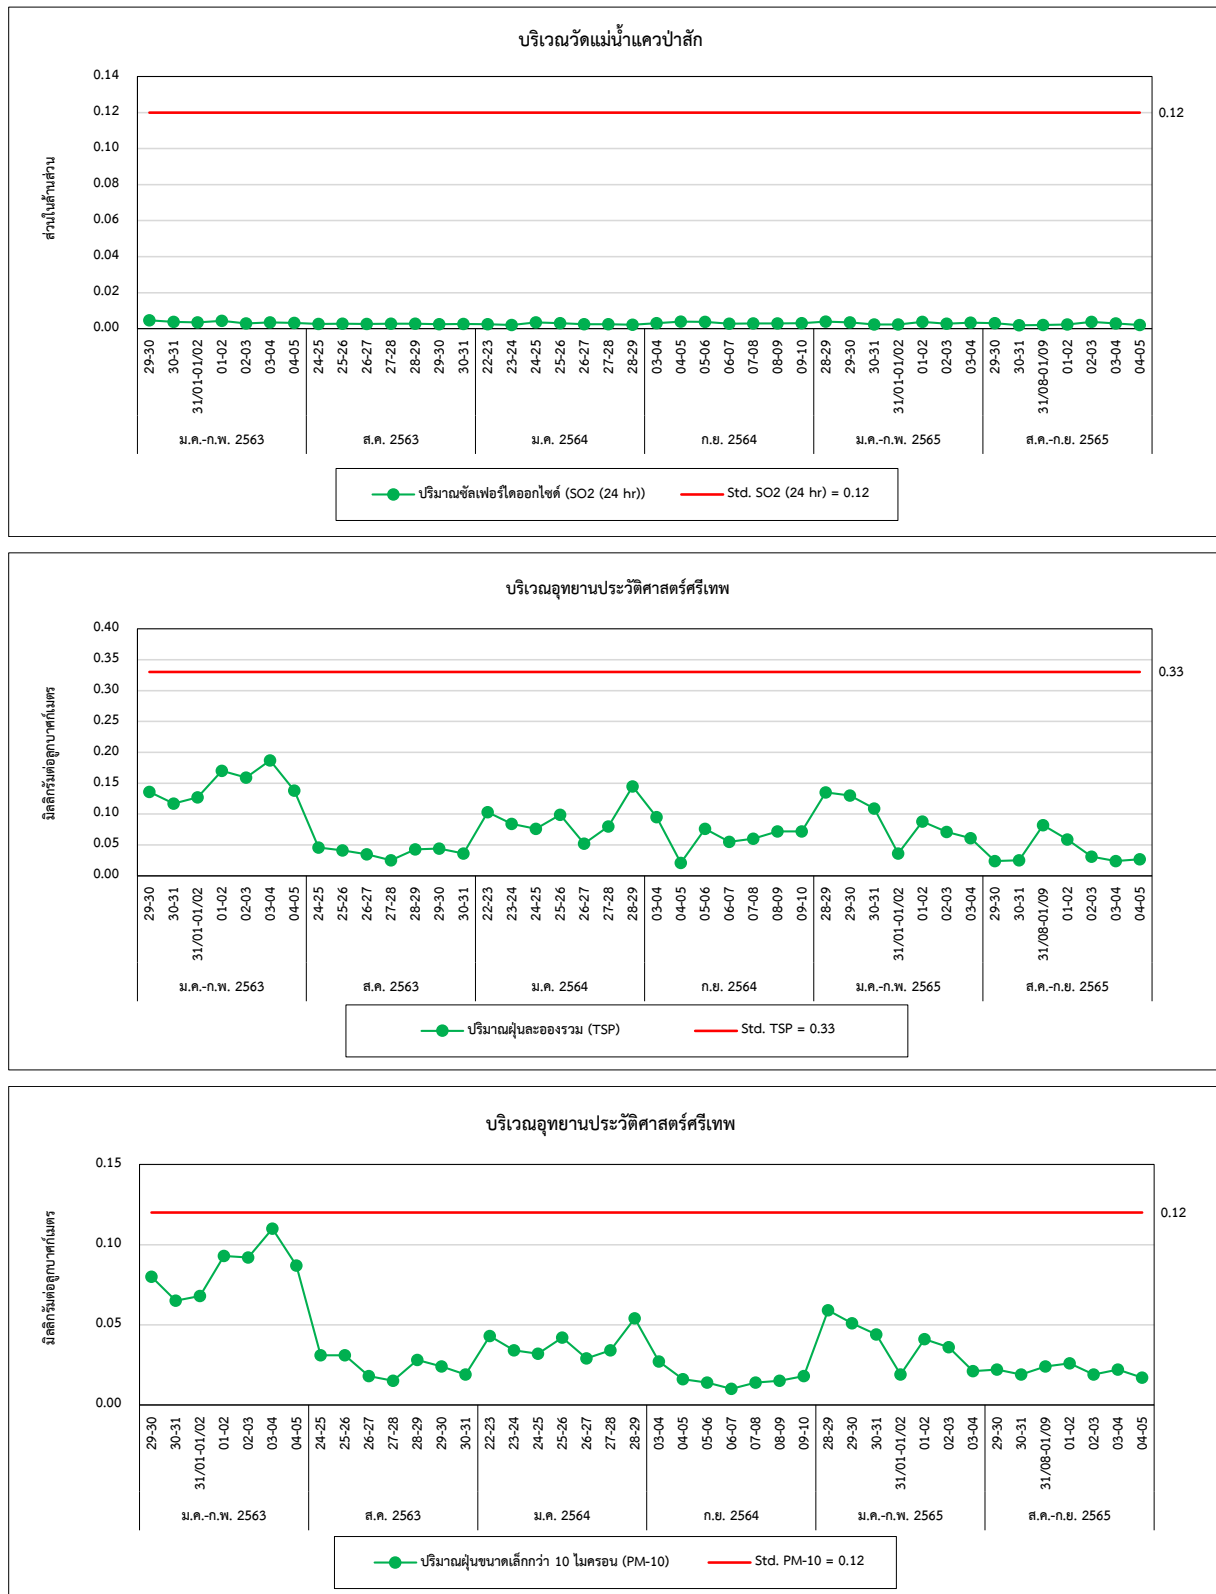 บริเวณวัดแม่น้ำแควป่าสัก
0.14
0.12
0.10
0.08
0.06
0.04
0.02
0.00
0.12
ส่วนในล้านส่วน
29-30 30-31 31/01-01/02 01-02 02-03 03-04 04-05 24-25 25-26 26-27 27-28 28-29 29-30 30-31 22-23 23-24 24-25 25-26 26-27 27-28 28-29 03-04 04-05 05-06 06-07 07-08 08-09 09-10 28-29 29-30 30-31 31/01-01/02 01-02 02-03 03-04 29-30 30-31 31/08-01/09 01-02 02-03 03-04 04-05
ม.ค.-ก.พ. 2563 ส.ค. 2563 ม.ค. 2564 ก.ย. 2564 ม.ค.-ก.พ. 2565 ส.ค.-ก.ย. 2565
ปริมาณซัลเฟอร์ไดออกไซด์ (SO2 (24 hr)) Std. SO2 (24 hr) = 0.12
บริเวณอุทยานประวัติศาสตร์ศรีเทพ
0.40
0.35
0.30
0.25
0.20
0.15
0.10
0.05
0.00
0.33
มิลลิกรัมต่อลูกบาศก์เมตร
29-30 30-31 31/01-01/02 01-02 02-03 03-04 04-05 24-25 25-26 26-27 27-28 28-29 29-30 30-31 22-23 23-24 24-25 25-26 26-27 27-28 28-29 03-04 04-05 05-06 06-07 07-08 08-09 09-10 28-29 29-30 30-31 31/01-01/02 01-02 02-03 03-04 29-30 30-31 31/08-01/09 01-02 02-03 03-04 04-05
ม.ค.-ก.พ. 2563 ส.ค. 2563 ม.ค. 2564 ก.ย. 2564 ม.ค.-ก.พ. 2565 ส.ค.-ก.ย. 2565
ปริมาณฝุ่นละอองรวม (TSP) Std. TSP = 0.33
บริเวณอุทยานประวัติศาสตร์ศรีเทพ
0.15
0.10
0.05
0.00
0.12
มิลลิกรัมต่อลูกบาศก์เมตร
29-30 30-31 31/01-01/02 01-02 02-03 03-04 04-05 24-25 25-26 26-27 27-28 28-29 29-30 30-31 22-23 23-24 24-25 25-26 26-27 27-28 28-29 03-04 04-05 05-06 06-07 07-08 08-09 09-10 28-29 29-30 30-31 31/01-01/02 01-02 02-03 03-04 29-30 30-31 31/08-01/09 01-02 02-03 03-04 04-05
ม.ค.-ก.พ. 2563 ส.ค. 2563 ม.ค. 2564 ก.ย. 2564 ม.ค.-ก.พ. 2565 ส.ค.-ก.ย. 2565
ปริมาณฝุ่นขนาดเล็กกว่า 10 ไมครอน (PM-10) Std. PM-10 = 0.12